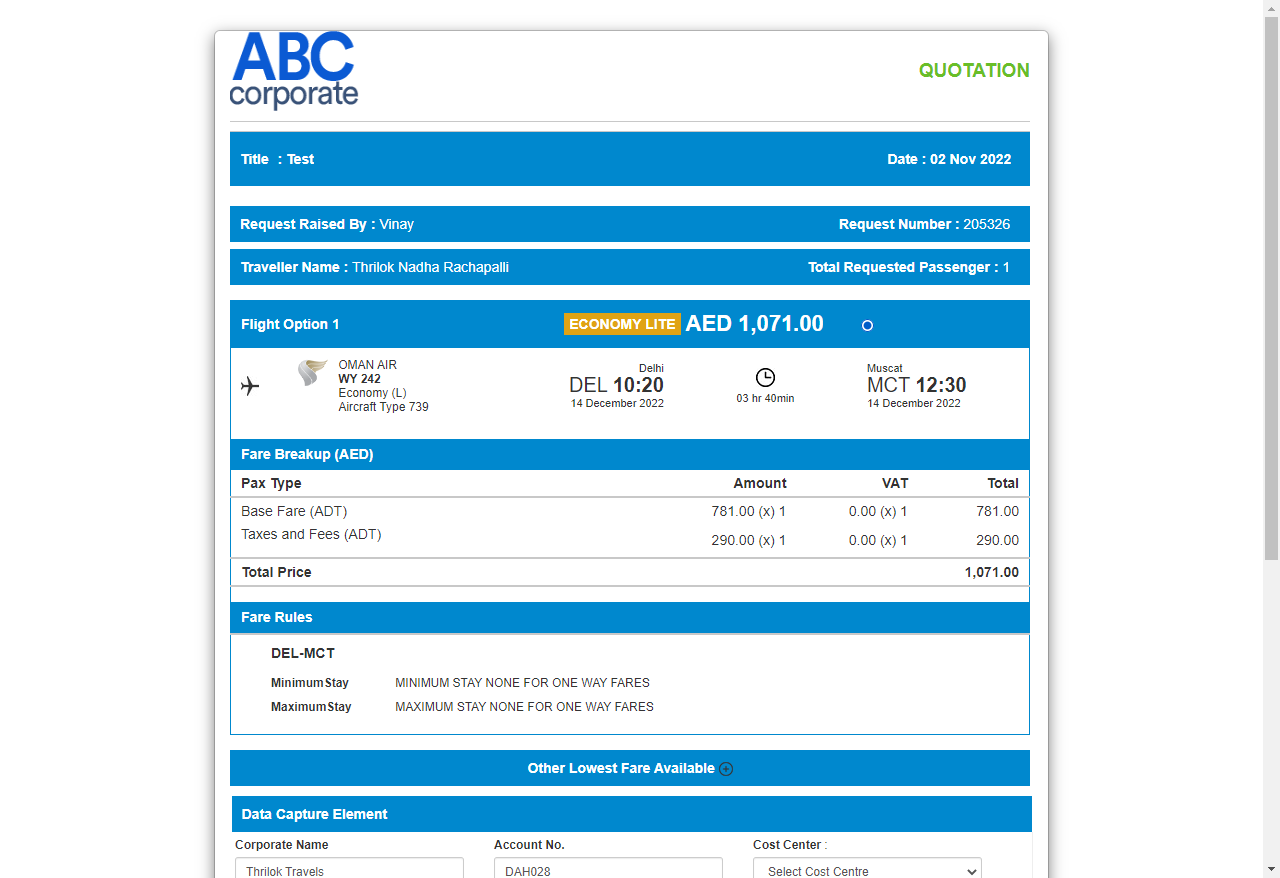 ABC
corporate
QUOTATION
Title : Test Date : 02 Nov 2022
Request Raised By : Vinay Request Number : 205326
Traveller Name : Thrilok Nadha Rachapalli Total Requested Passenger : 1
Flight Option 1 ECONOMY LITE AED 1,071.00
OMAN AIR
WY 242
Economy (L)
Aircraft Type 739
Delhi
DEL 10:20
14 December 2022
03 hr 40min
Muscat
MCT 12:30
14 December 2022
Fare Breakup (AED)
Pax Type Amount VAT Total
Base Fare (ADT) 781.00 (x) 1 0.00 (x) 1 781.00
Taxes and Fees (ADT) 290.00 (x) 1 0.00 (x) 1 290.00
Total Price 1,071.00
Fare Rules
DEL-MCT
MinimumStay MINIMUM STAY NONE FOR ONE WAY FARES
MaximumStay MAXIMUM STAY NONE FOR ONE WAY FARES
Other Lowest Fare Available
Data Capture Element
Corporate Name Account No. Cost Center :
Thrilok Travels DAH028 Select Cost Centre